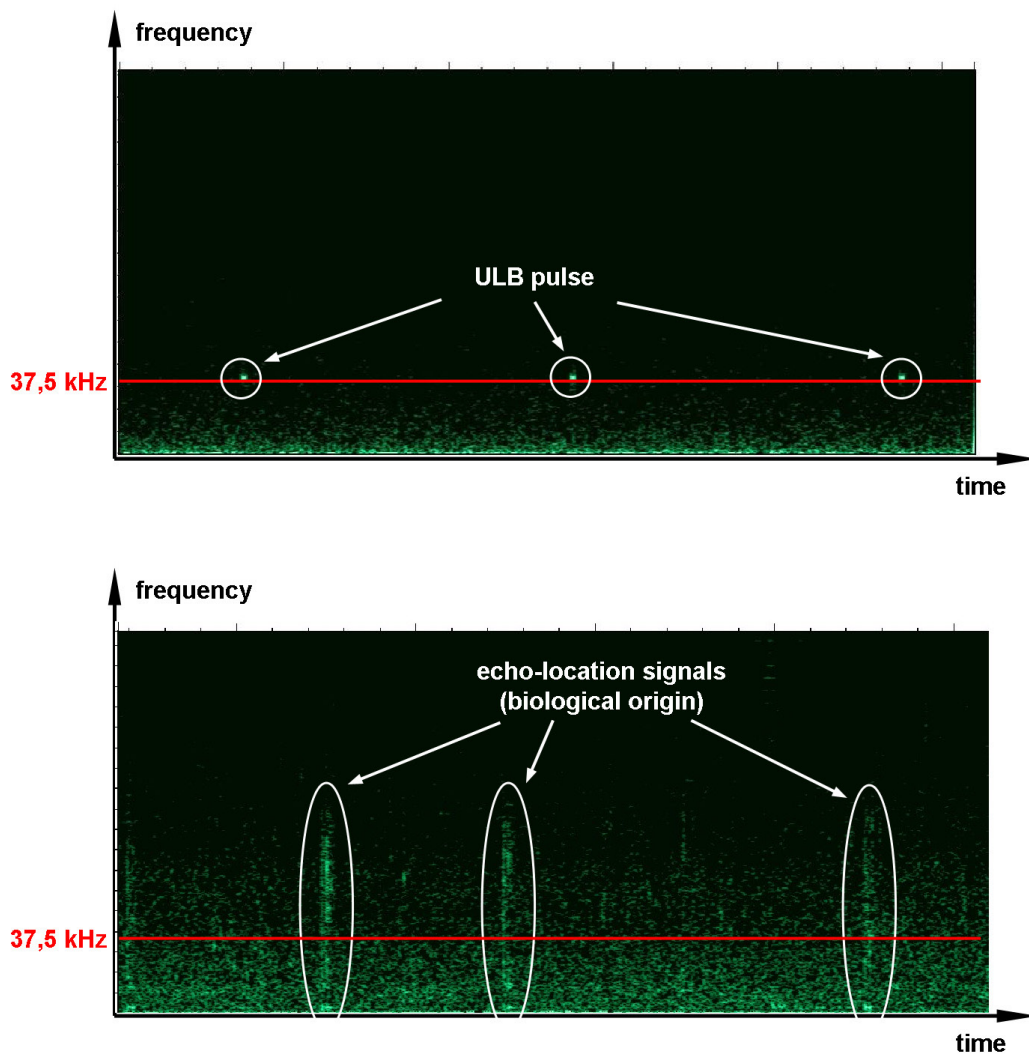 frequency
ULB pulse
37,5 kHz
time
frequency
echo-location signals
(biological origin)
37,5 kHz
time